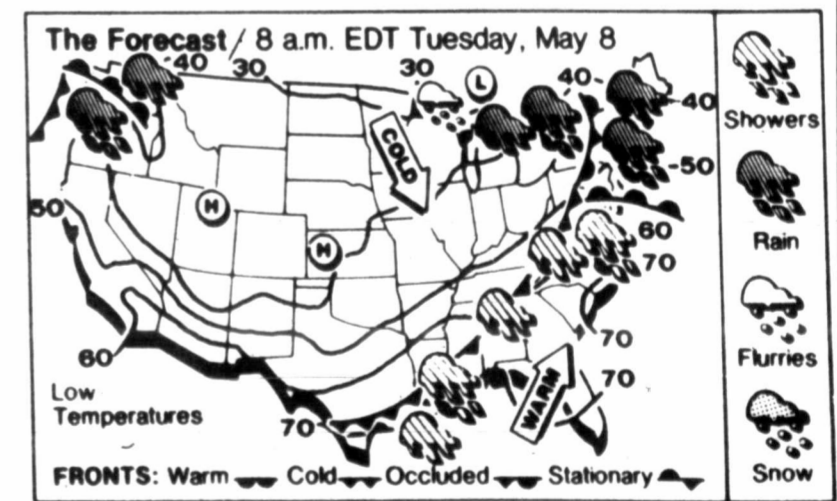 The Forecast / 8 a.m. EDT Tuesday, May 8
40 30 30 40
L
40
COLD
50
50
H
H
60
70
60
70
70
WARM
70
Low
Temperatures
FRONTS: Warm Cold Occluded Stationary
Showers
Rain
Flurries
Snow